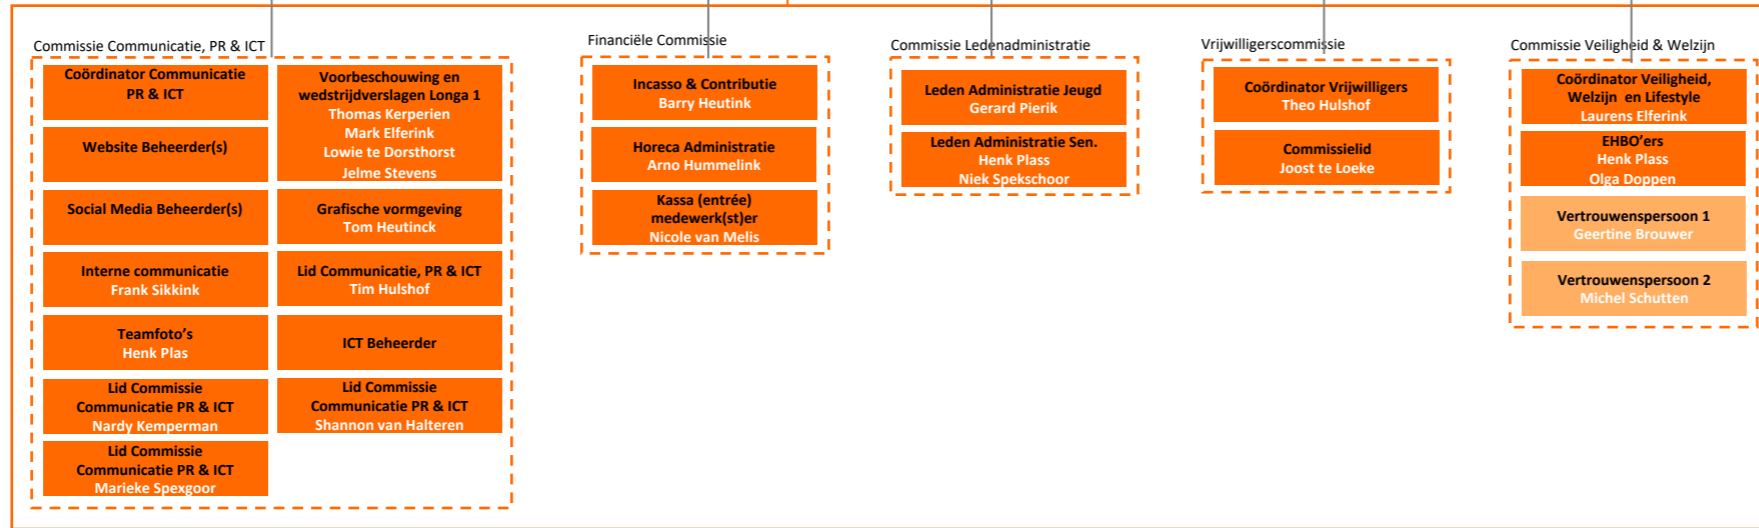 Commissie Communicatie, PR & ICT
Coördinator Communicatie
PR & ICT
Website Beheerder(s)
Social Media Beheerder(s)
Interne communicatie
Frank Sikkink
Teamfoto's
Henk Plas
Lid Commissie
Communicatie PR & ICT
Nardy Kemperman
Lid Commissie
Communicatie PR & ICT
Marieke Spexgoor
Voorbeschouwing en
wedstrijdverslagen Longa 1
Thomas Kerperien
Mark Elferink
Lowie te Dorsthorst
Jelme Stevens
Grafische vormgeving
Tom Heutinck
Lid Communicatie, PR & ICT
Tim Hulshof
ICT Beheerder
Lid Commissie
Communicatie PR & ICT
Shannon van Halteren
Financiële Commissie
Incasso & Contributie
Barry Heutink
Horeca Administratie
Arno Hummelink
Kassa (entrée)
medewerk(st)er
Nicole van Melis
Commissie Ledenadministratie
Leden Administratie Jeugd
Gerard Pierik
Leden Administratie Sen.
Henk Plass
Niek Spekschoor
Vrijwilligerscommissie
Coördinator Vrijwilligers
Theo Hulshof
Commissielid
Joost te Loeke
Commissie Veiligheid & Welzijn
Coördinator Veiligheid,
Welzijn en Lifestyle
Laurens Elferink
EHBO'ers
Henk Plass
Olga Doppen
Vertrouwenspersoon 1
Geertine Brouwer
Vertrouwenspersoon 2
Michel Schutten